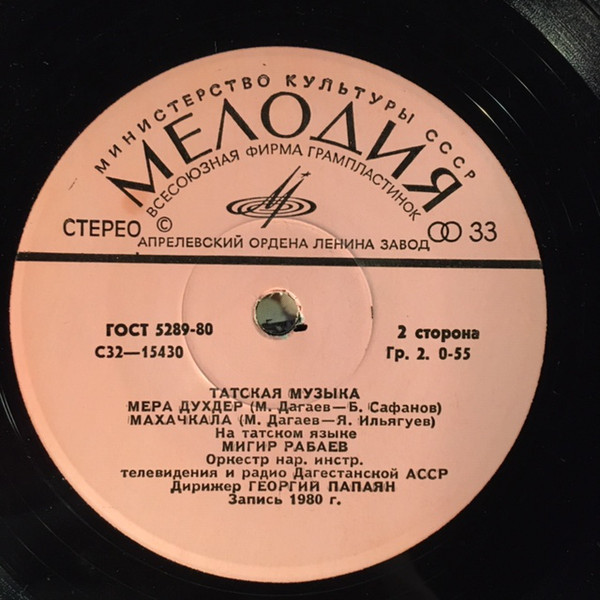 МИНИСТЕРСТВО КУЛЬТУРЫ СССР
МЕЛОДИЯ
ВСЕСОЮЗНАЯ ФИРМА ГРАМПЛАСТИНОК
СТЕРЕО © 33
АПРЕЛЕВСКИЙ ОРДЕНА ЛЕНИНА ЗАВОД
ГОСТ 5289-80 2 сторона
С32—15430 Гр. 2. 0-55
ТАТСКАЯ МУЗЫКА
МЕРА ДУХДЕР (М. Дагаев—Б. Сафанов)
МАХАЧКАЛА (М. Дагаев—Я. Ильягуев)
На татском языке
МИГИР РАБАЕВ
Оркестр нар. инстр.
телевидения и радио Дагестанской АССР
Дирижер ГЕОРГИЙ ПАПАЯН
Запись 1980 г.